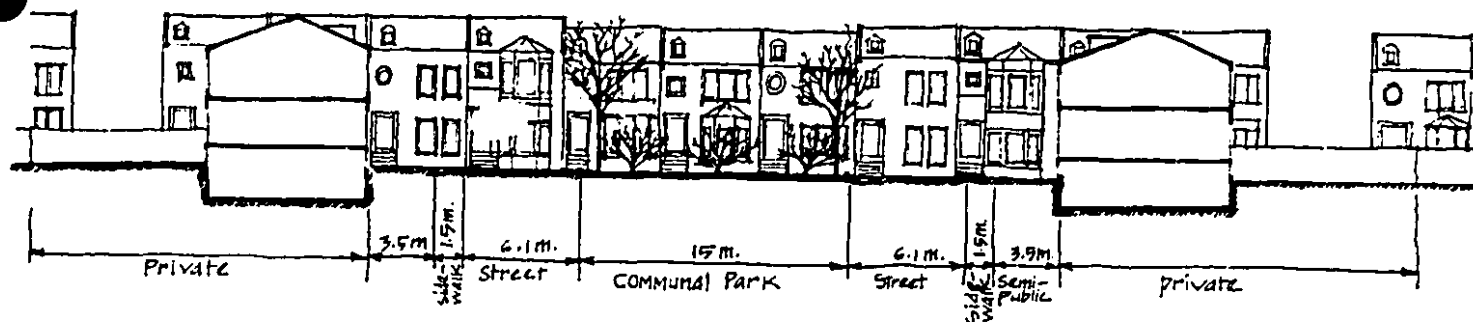 3.5m
1.5m.
6.1m.
15m.
6.1m.
1.5m.
3.5m.
Private
side-
walk
Street
Communal Park
Street
Side-
walk
Semi-
Public
private